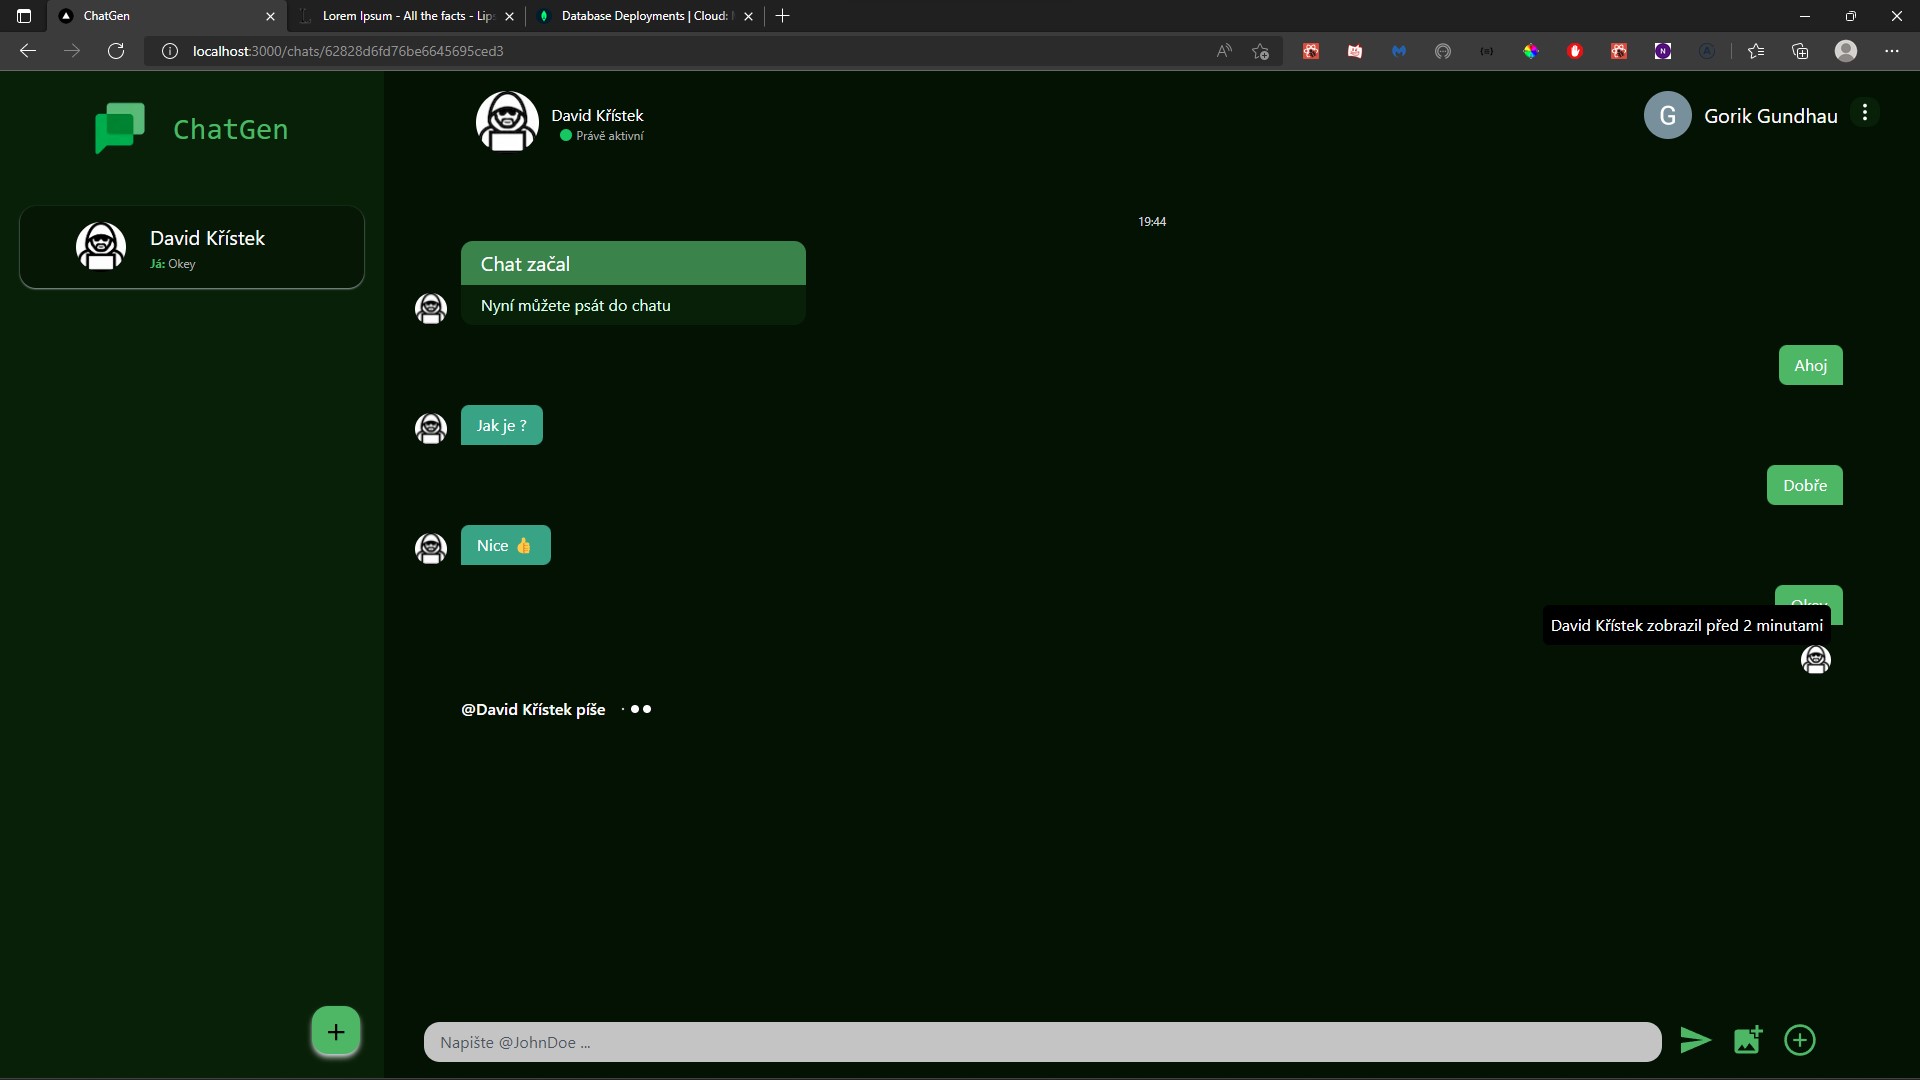 ChatGen
Lorem Ipsum - All the facts - Lip
Database Deployments | Cloud:
localhost:3000/chats/62828d6fd76be6645695ced3
ChatGen
David Křístek
Já: Okey
David Křístek
Právě aktivní
G
Gorik Gundhau
19:44
Chat začal
Nyní můžete psát do chatu
Ahoj
Jak je ?
Dobře
Nice 👍
Okey
David Křístek zobrazil před 2 minutami
@David Křístek píše
Napište @JohnDoe ...